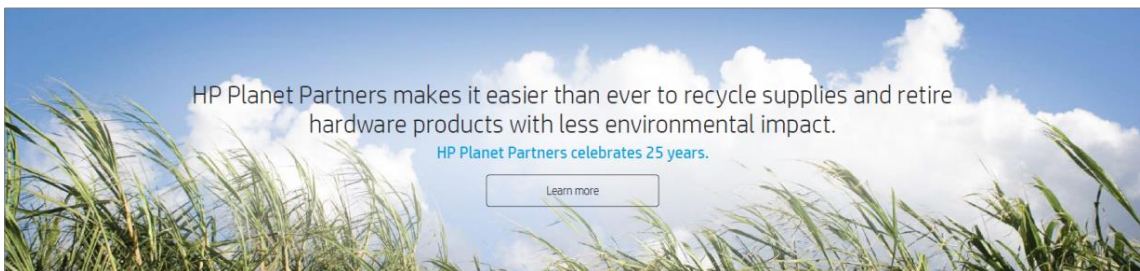 HP Planet Partners makes it easier than ever to recycle supplies and retire
hardware products with less environmental impact.
HP Planet Partners celebrates 25 years.
Learn more